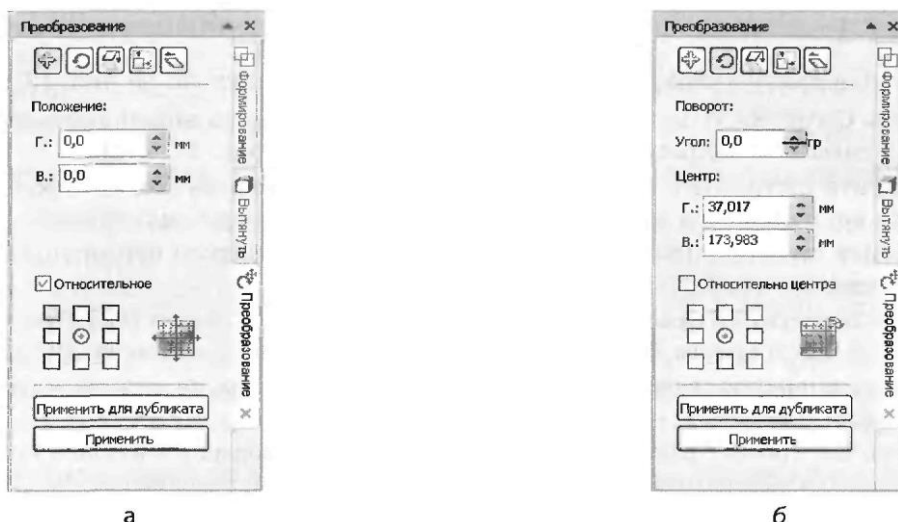 Преобразование
Положение:
Г.: 0,0 мм
В.: 0,0 мм
Относительное
Применить для дубликата
Применить
Формирование
Вытянуть
Преобразование
а
Преобразование
Поворот:
Угол: 0,0 гр
Центр:
Г.: 37,017 мм
В.: 173,983 мм
Относительно центра
Применить для дубликата
Применить
Формирование
Вытянуть
Преобразование
б